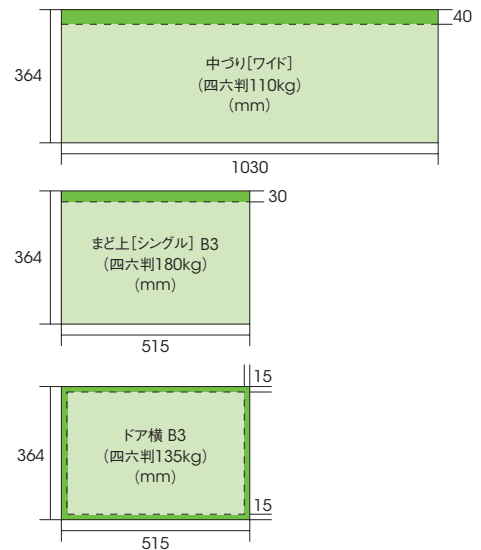 40
364
中づり[ワイド]
(四六判110kg)
(mm)
1030
30
364
まど上[シングル] B3
(四六判180kg)
(mm)
515
15
364
ドア横 B3
(四六判135kg)
(mm)
15
515